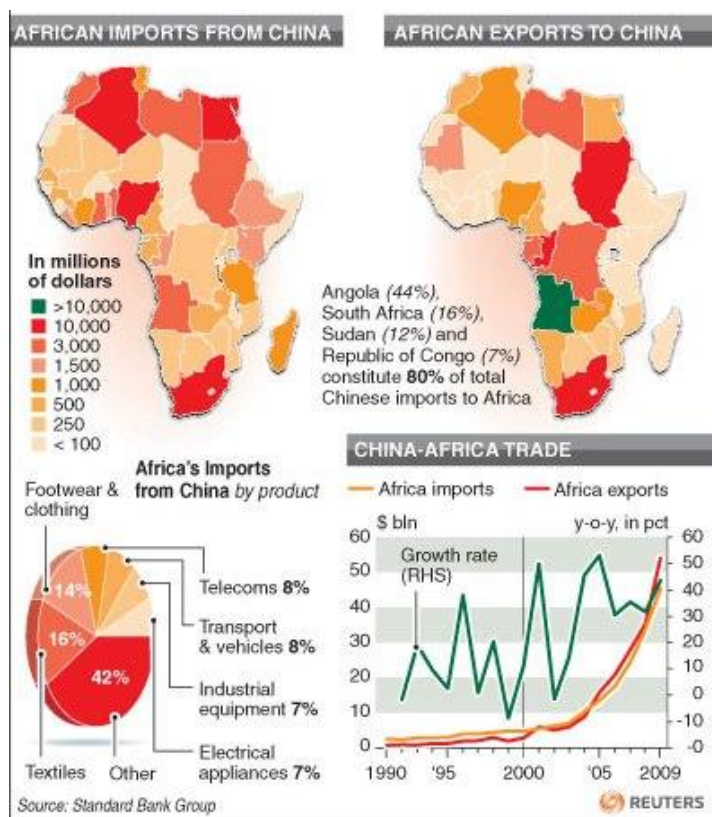 AFRICAN IMPORTS FROM CHINA
AFRICAN EXPORTS TO CHINA
In millions
of dollars
>10,000
10,000
3,000
1,500
1,000
500
250
< 100
Angola (44%),
South Africa (16%),
Sudan (12%) and
Republic of Congo (7%)
constitute 80% of total
Chinese imports to Africa
Africa's Imports
from China by product
Footwear &
clothing
14%
16%
42%
Telecoms 8%
Transport
& vehicles 8%
Industrial
equipment 7%
Electrical
appliances 7%
Textiles
Other
CHINA-AFRICA TRADE
Africa imports
Africa exports
$ bln
y-o-y, in pct
Growth rate
(RHS)
60
50
40
30
20
10
0
60
50
40
30
20
10
0
-10
-0
1990
'95
2000
'05
2009
Source: Standard Bank Group
REUTERS